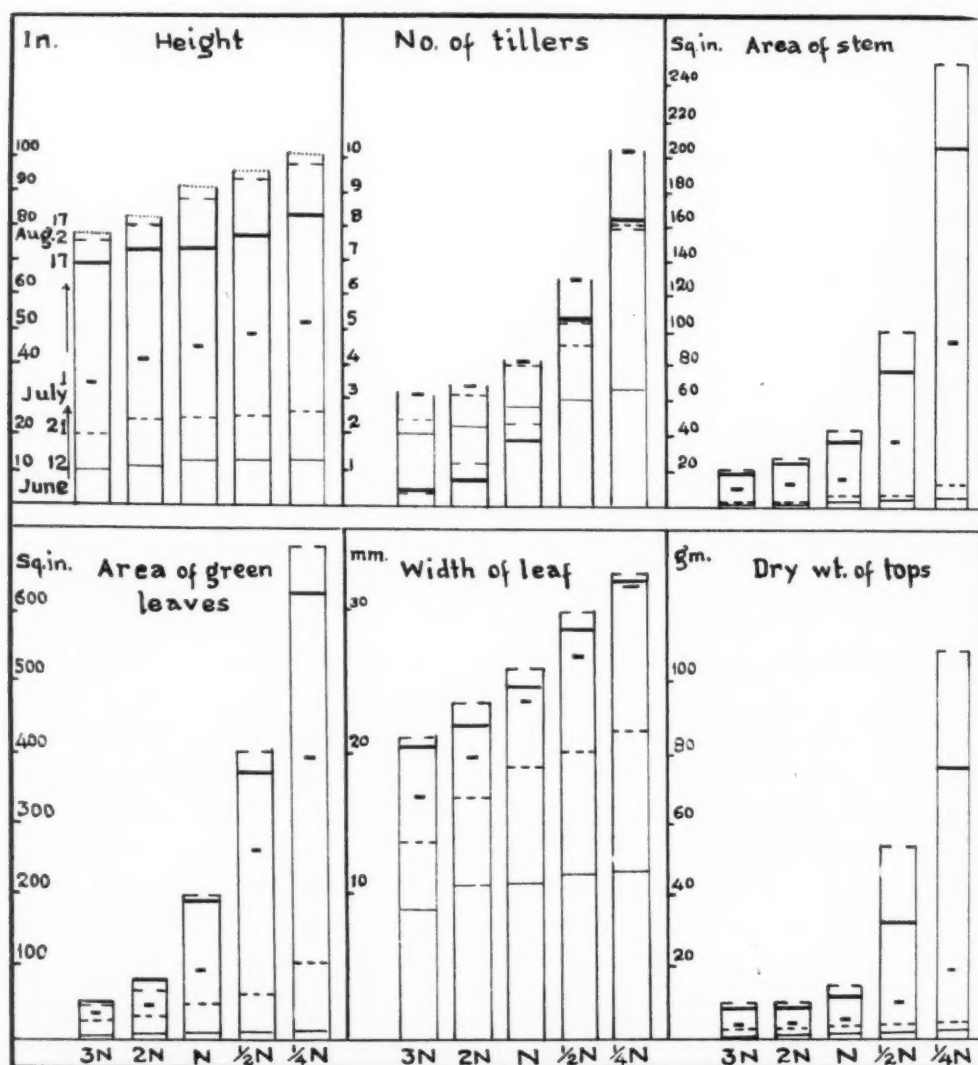 In.
Height
100
90
80
17
Aug. 2
17
60
50
40
1
July
20 21
10 12
June
No. of tillers
10
9
8
7
6
5
4
3
2
1
Sq.in.
Area of stem
240
220
200
180
160
140
120
100
80
60
40
20
Sq.in.
Area of green
leaves
600
500
400
300
200
100
3N 2N N ½N ¼N
mm.
Width of leaf
30
20
10
3N 2N N ½N ¼N
gm.
Dry wt. of tops
100
80
60
40
20
3N 2N N ½N ¼N